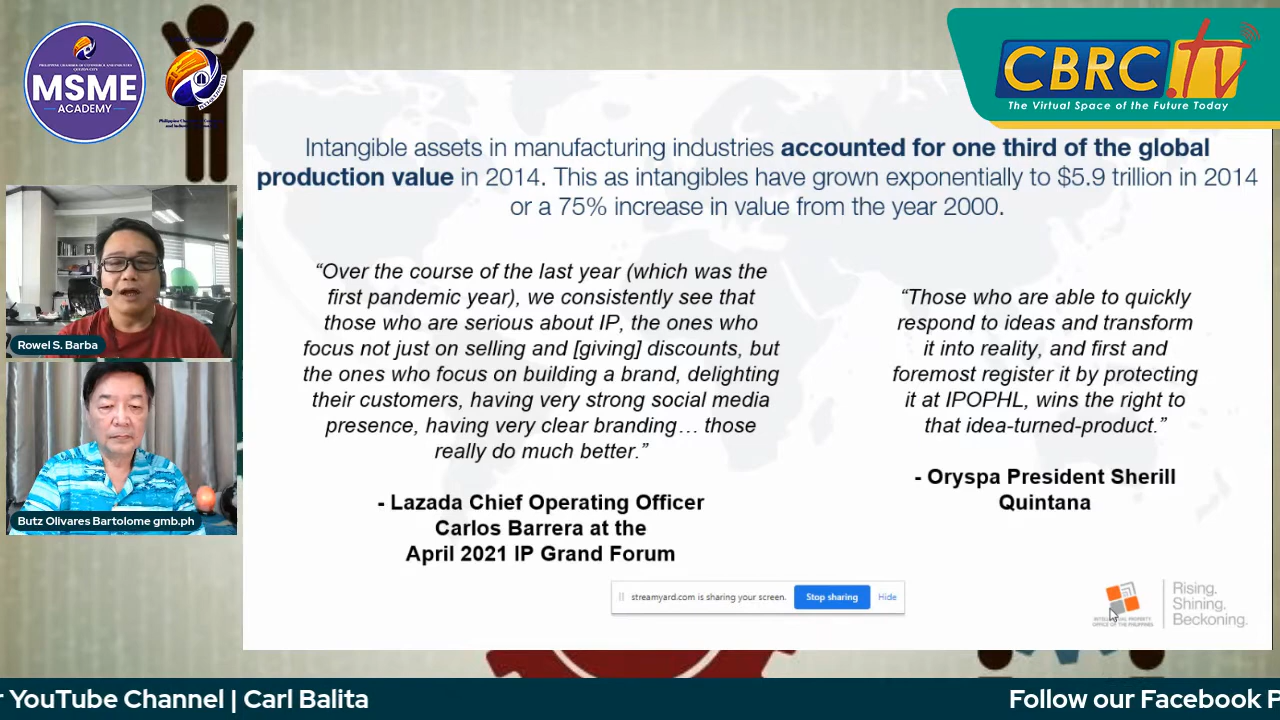 MSME
ACADEMY
CBRC.tv
The Virtual Space of the Future Today
Intangible assets in manufacturing industries accounted for one third of the global
production value in 2014. This as intangibles have grown exponentially to $5.9 trillion in 2014
or a 75% increase in value from the year 2000.
“Over the course of the last year (which was the
first pandemic year), we consistently see that
those who are serious about IP, the ones who
focus not just on selling and [giving] discounts, but
the ones who focus on building a brand, delighting
their customers, having very strong social media
presence, having very clear branding… those
really do much better.”
- Lazada Chief Operating Officer
Carlos Barrera at the
April 2021 IP Grand Forum
“Those who are able to quickly
respond to ideas and transform
it into reality, and first and
foremost register it by protecting
it at IPOPHL, wins the right to
that idea-turned-product.”
- Oryspa President Sherill
Quintana
Rowel S. Barba
Butz Olivares Bartolome gmb.ph
streamyard.com is sharing your screen.
Stop sharing
Hide
INTELLECTUAL PROPERTY
OFFICE OF THE PHILIPPINES
Rising.
Shining.
Beckoning.
r YouTube Channel | Carl Balita
Follow our Facebook P